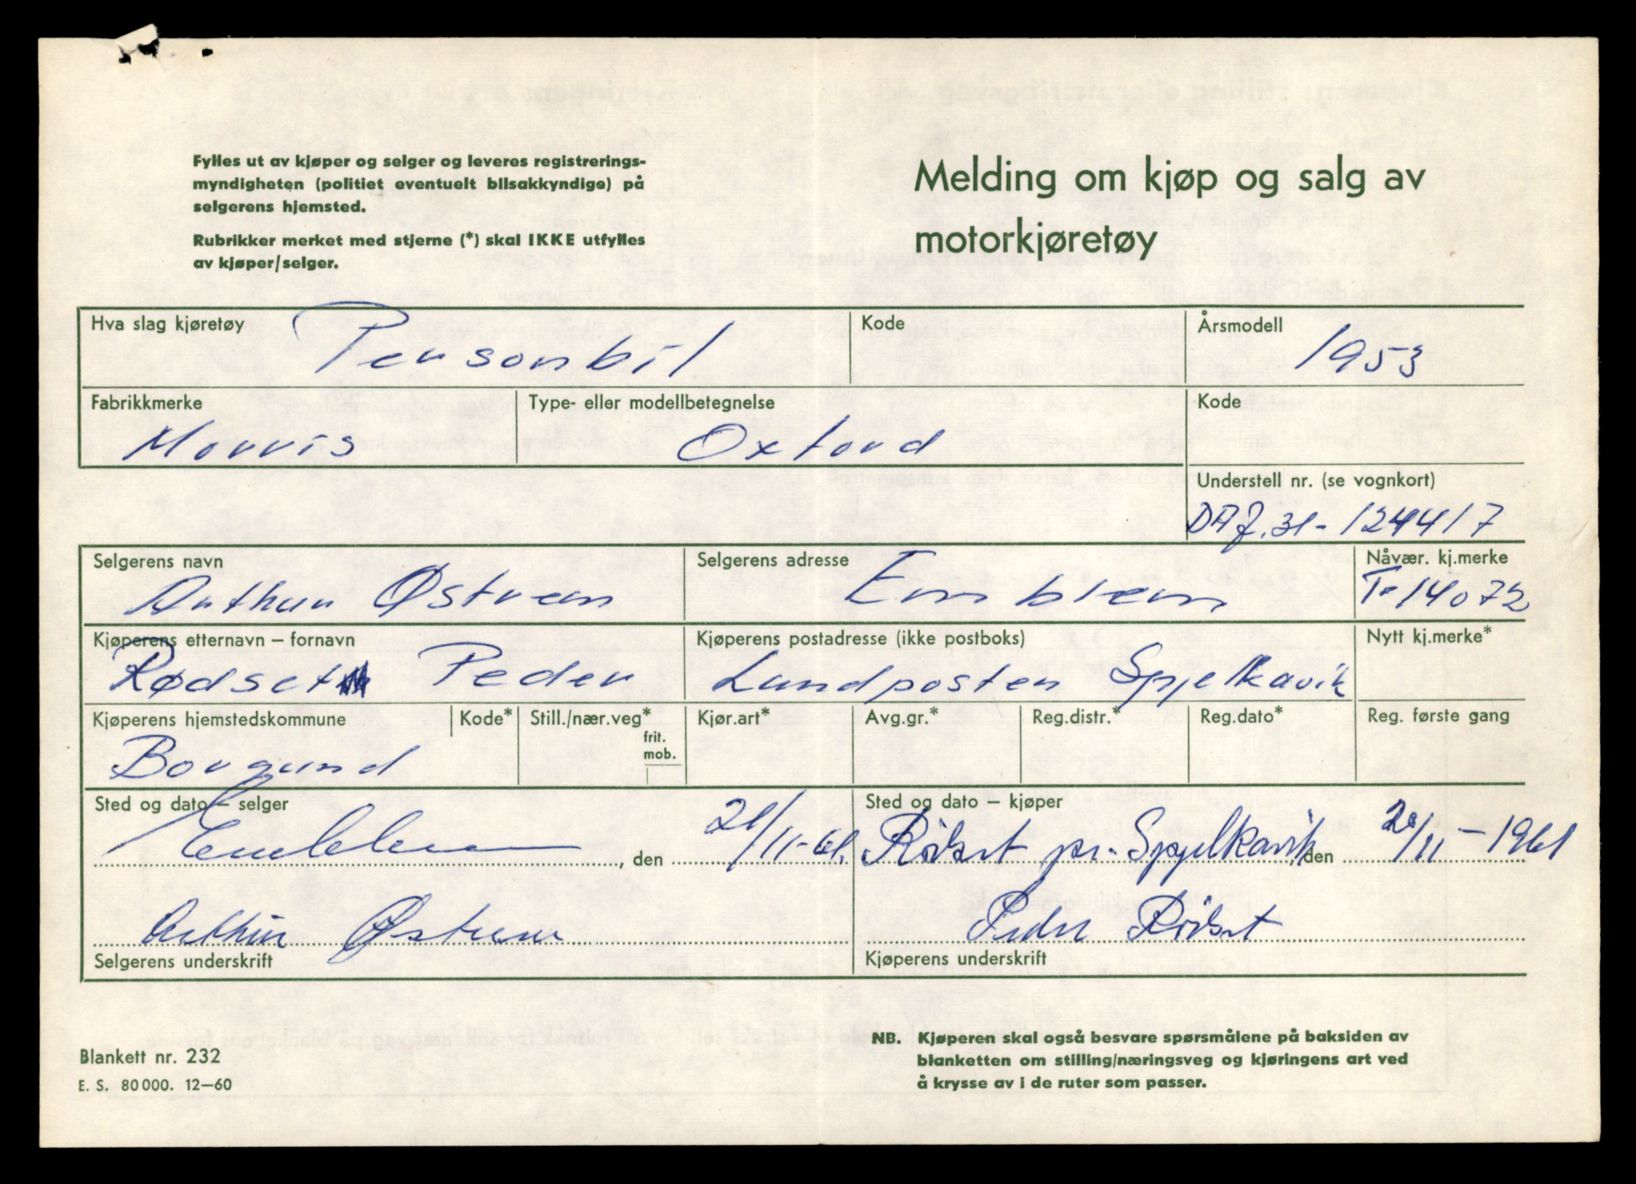 Fylles ut av kjøper og selger og leveres registrerings-
myndigheten (politiet eventuelt bilsakkyndige) på
selgerens hjemsted.
Rubrikker merket med stjerne (*) skal IKKE utfylles
av kjøper/selger.
Melding om kjøp og salg av
motorkjøretøy
Hva slag kjøretøy Personbil
Kode
Årsmodell 1953
Fabrikkmerke Morris
Type- eller modellbetegnelse Oxford
Kode
Understell nr. (se vognkort)
31-124417
Selgerens navn Arthur Østrem
Selgerens adresse Emblem
Nåvær. kj.merke T-14072
Kjøperens etternavn – fornavn Rødset Peder
Kjøperens postadresse (ikke postboks) Landposten Spjelkavik
Nytt kj.merke*
Kjøperens hjemstedskommune Borgund
Kode*
Still./nær.veg*
frit.
mob.
Kjør.art*
Avg.gr.*
Reg.distr.*
Reg.dato*
Reg. første gang
Sted og dato – selger
Emblem, den 21/11-61.
Sted og dato – kjøper
Rødset pr. Spjelkavik den 20/11-1961
Arthur Østrem
Selgerens underskrift
Peder Rødset
Kjøperens underskrift
Blankett nr. 232
E. S. 80 000. 12–60
NB. Kjøperen skal også besvare spørsmålene på baksiden av
blanketten om stilling/næringsveg og kjøringens art ved
å krysse av i de ruter som passer.